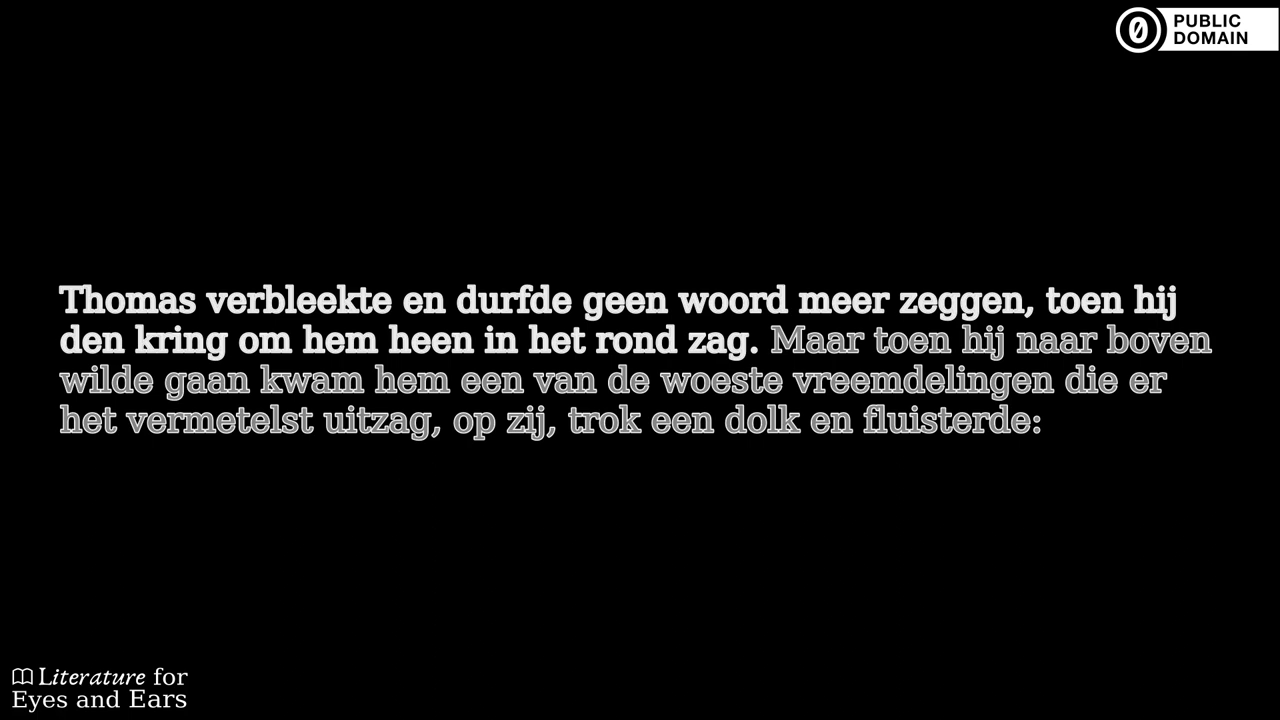 PUBLIC
DOMAIN
Thomas verbleekte en durfde geen woord meer zeggen, toen hij
den kring om hem heen in het rond zag. Maar toen hij naar boven
wilde gaan kwam hem een van de woeste vreemdelingen die er
het vermetelst uitzag, op zij, trok een dolk en fluisterde:
Literature for
Eyes and Ears